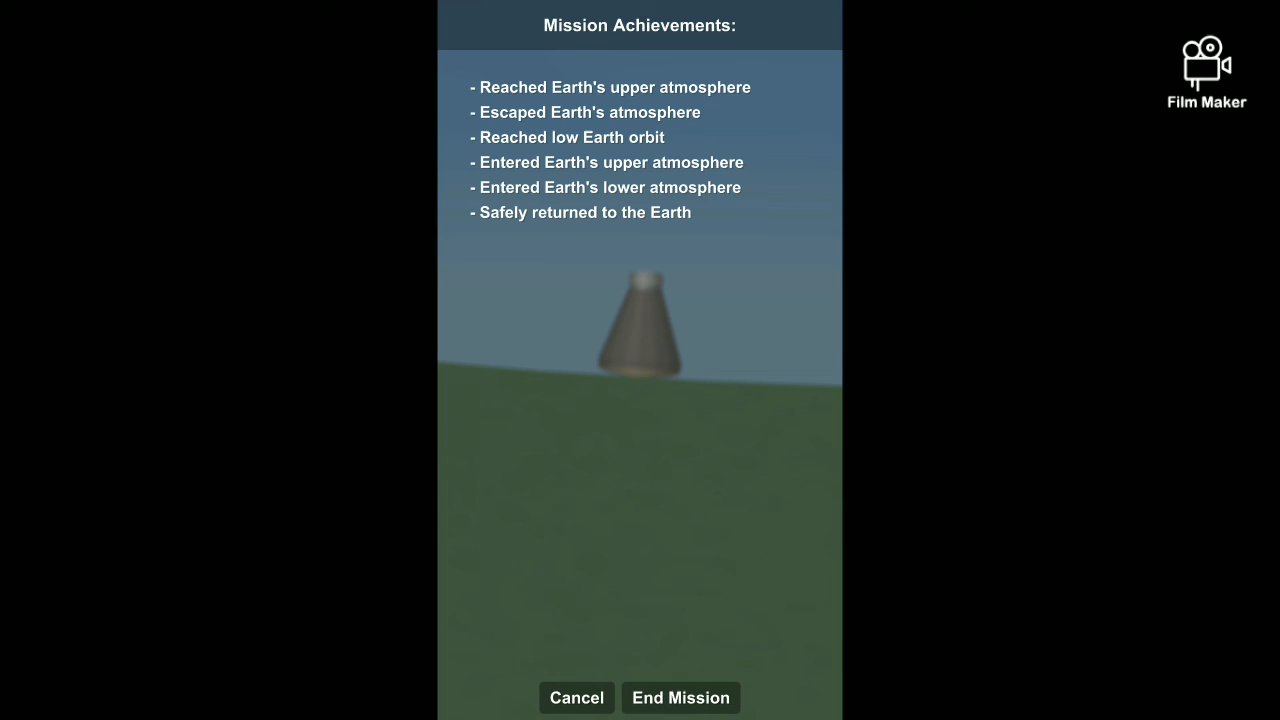 Mission Achievements:
- Reached Earth's upper atmosphere
- Escaped Earth's atmosphere
- Reached low Earth orbit
- Entered Earth's upper atmosphere
- Entered Earth's lower atmosphere
- Safely returned to the Earth
Cancel End Mission
Film Maker